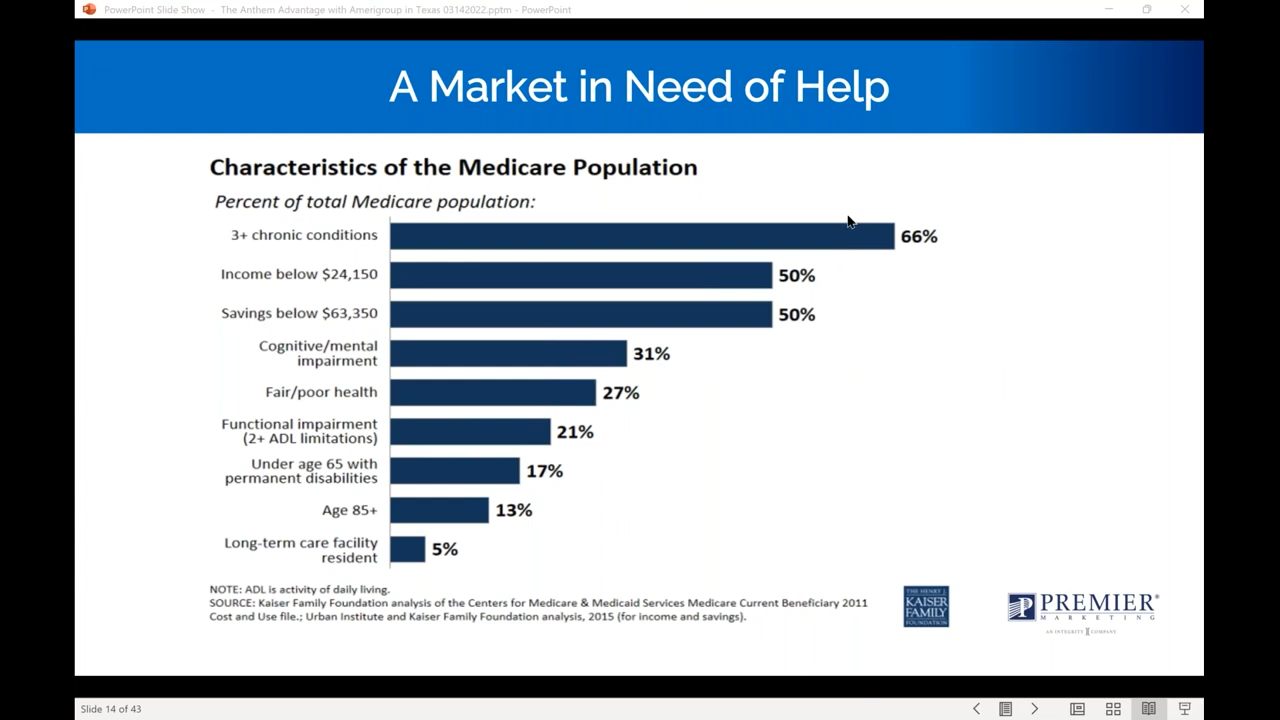 PowerPoint Slide Show - The Anthem Advantage with Amerigroup in Texas 03142022.pptm - PowerPoint
A Market in Need of Help
Characteristics of the Medicare Population
Percent of total Medicare population:
3+ chronic conditions 66%
Income below $24,150 50%
Savings below $63,350 50%
Cognitive/mental
impairment 31%
Fair/poor health 27%
Functional impairment
(2+ ADL limitations) 21%
Under age 65 with
permanent disabilities 17%
Age 85+ 13%
Long-term care facility
resident 5%
NOTE: ADL is activity of daily living.
SOURCE: Kaiser Family Foundation analysis of the Centers for Medicare & Medicaid Services Medicare Current Beneficiary 2011
Cost and Use file.; Urban Institute and Kaiser Family Foundation analysis, 2015 (for income and savings).
THE HENRY J.
KAISER
FAMILY
FOUNDATION
PREMIER®
MARKETING
AN INTEGRITY COMPANY
Slide 14 of 43